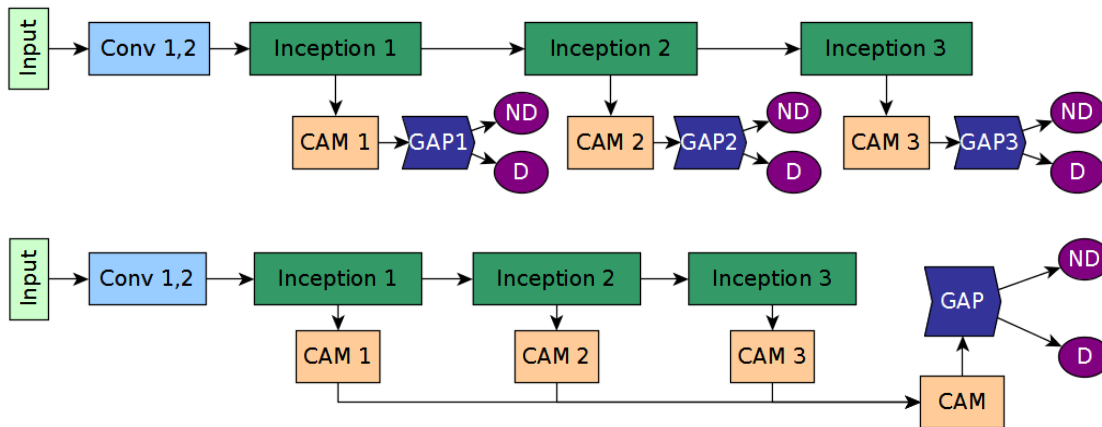 Input
Conv 1,2
Inception 1
Inception 2
Inception 3
CAM 1
GAP1
ND
D
CAM 2
GAP2
ND
D
CAM 3
GAP3
ND
D
Input
Conv 1,2
Inception 1
Inception 2
Inception 3
CAM 1
CAM 2
CAM 3
CAM
GAP
ND
D